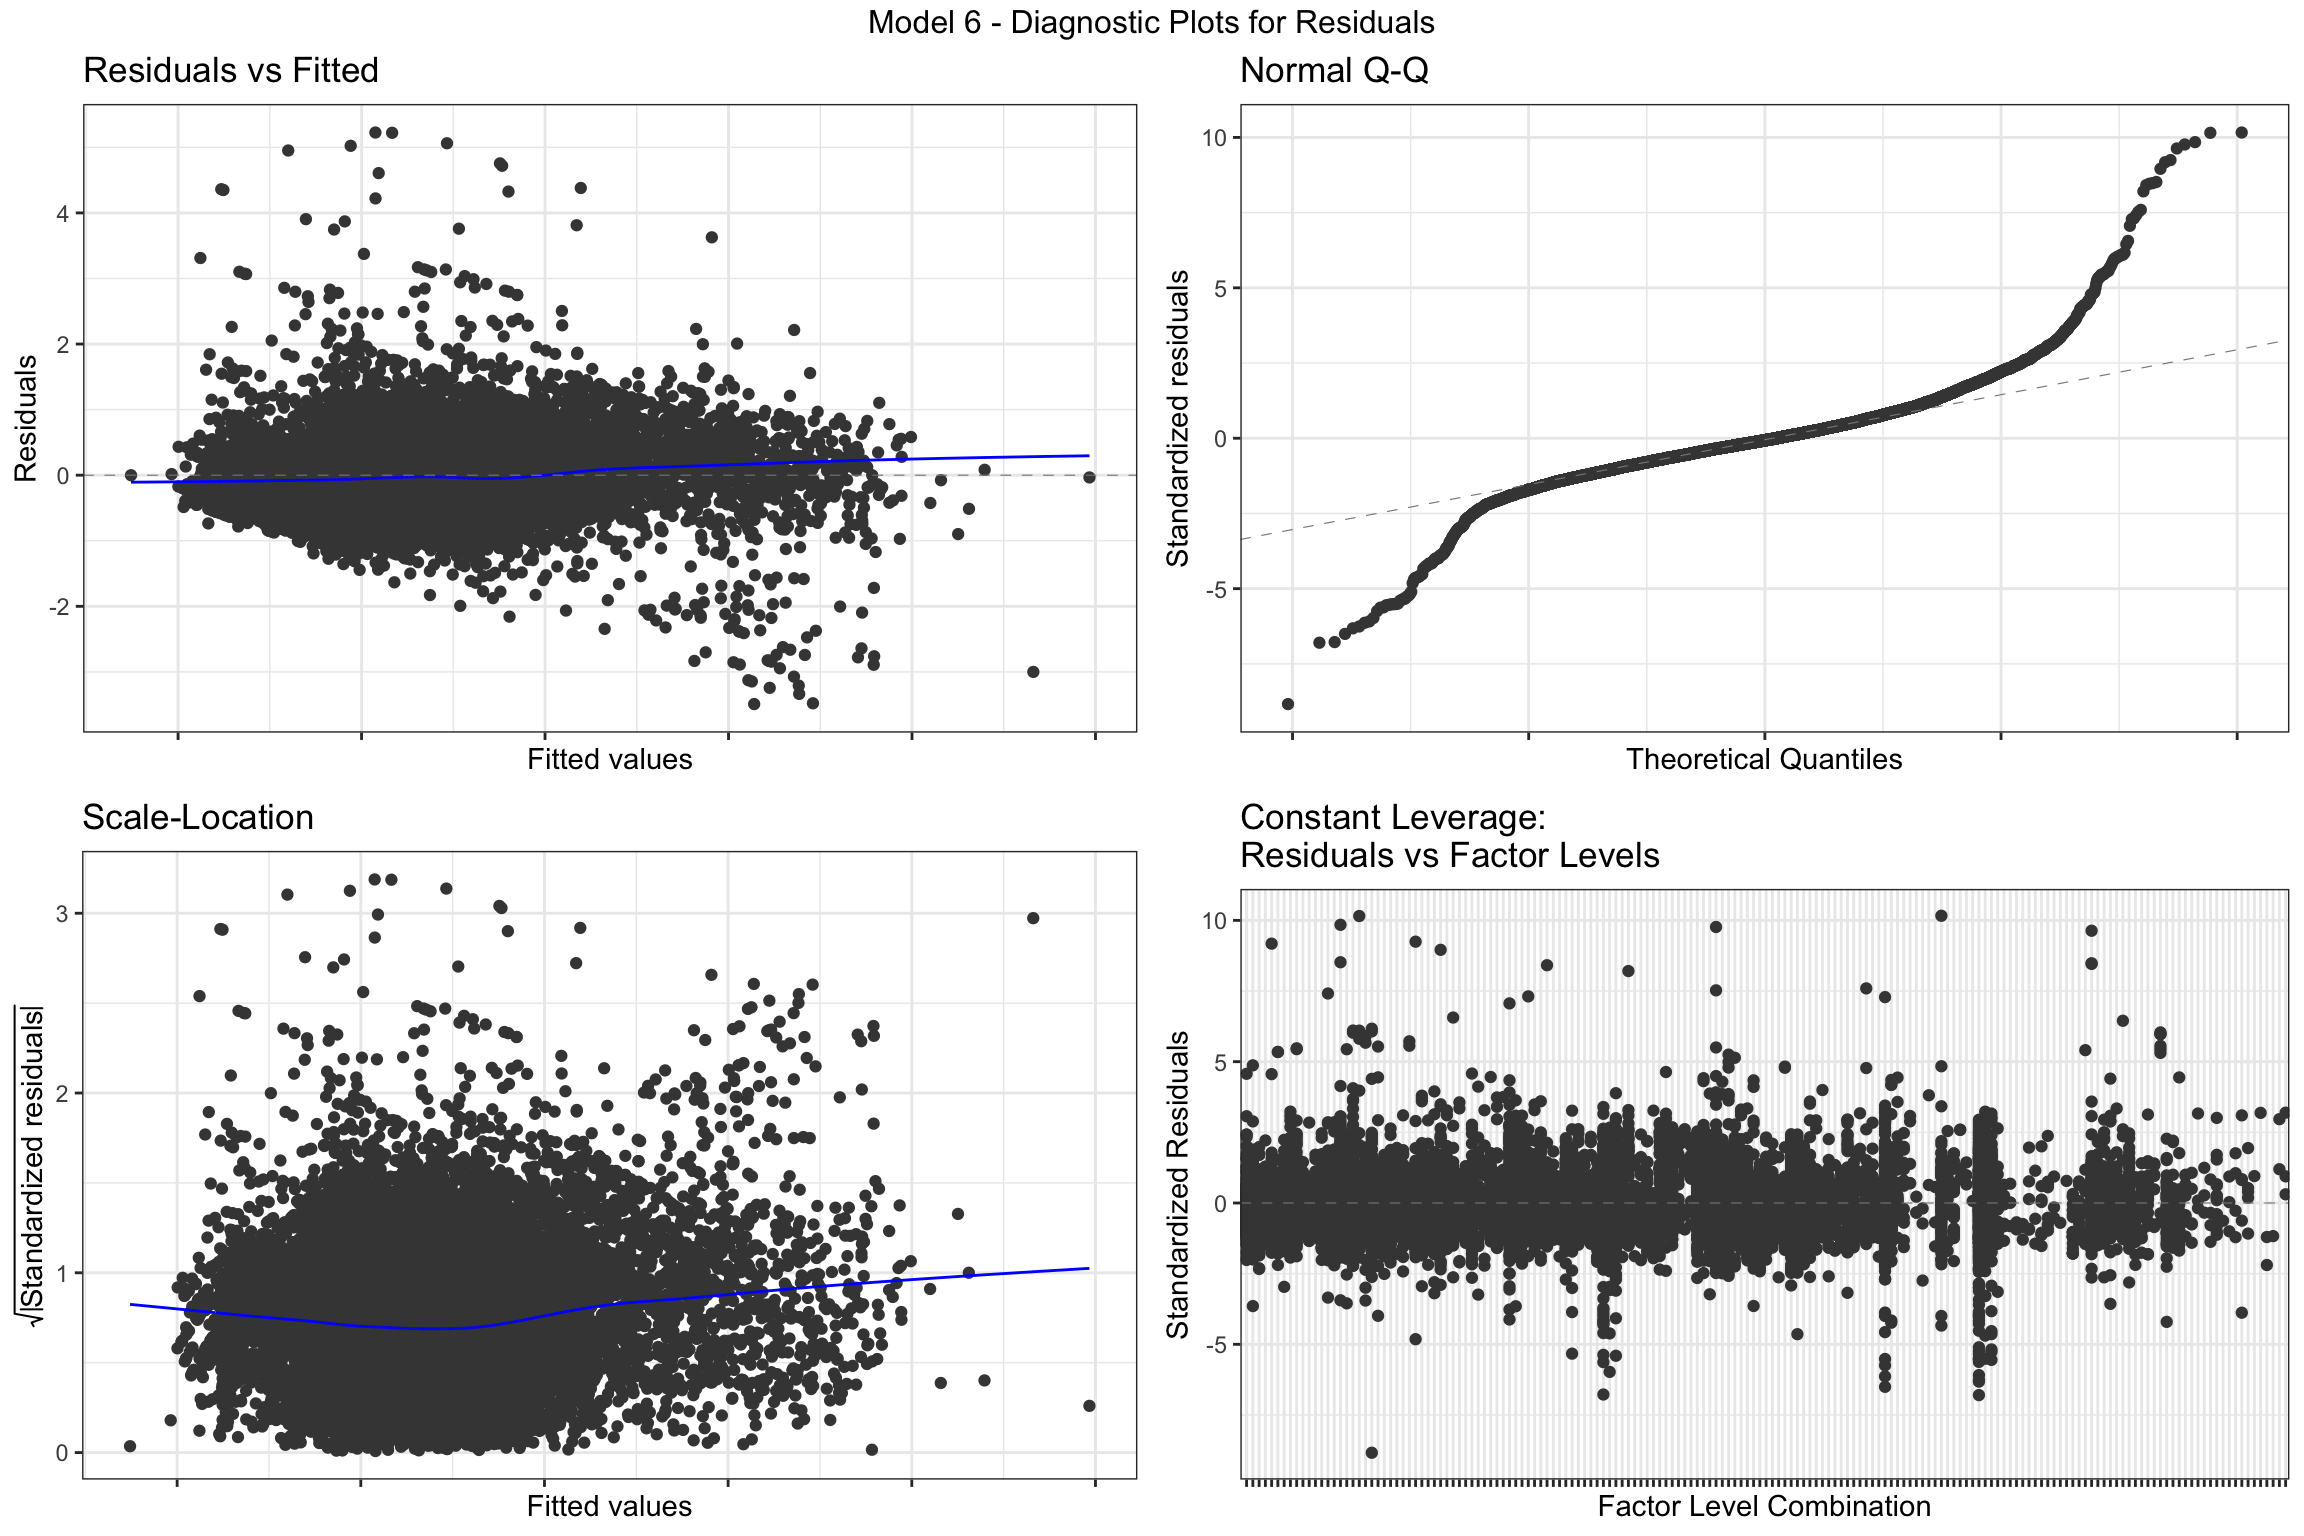 Model 6 - Diagnostic Plots for Residuals
Residuals vs Fitted
4
2
0
-2
Residuals
Fitted values
Normal Q-Q
10
5
0
-5
Standardized residuals
Theoretical Quantiles
Scale-Location
3
2
1
0
√|Standardized residuals|
Fitted values
Constant Leverage:
Residuals vs Factor Levels
10
5
0
-5
Standardized Residuals
Factor Level Combination